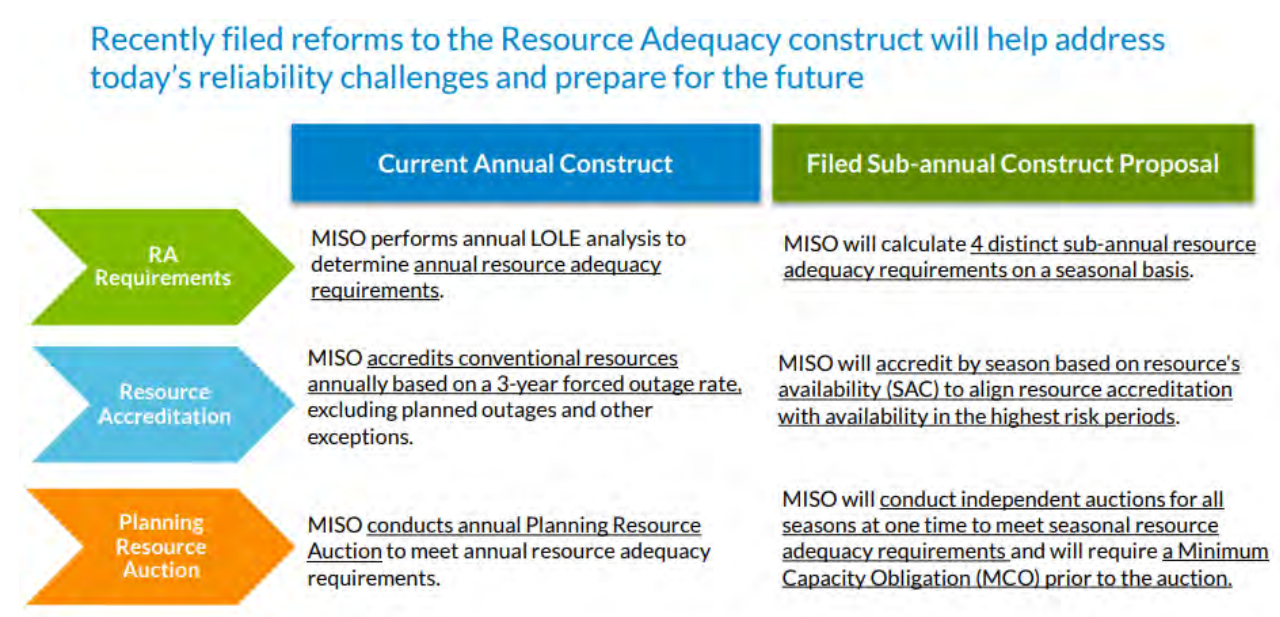 Recently filed reforms to the Resource Adequacy construct will help address
today's reliability challenges and prepare for the future
Current Annual Construct
Filed Sub-annual Construct Proposal
RA
Requirements
MISO performs annual LOLE analysis to
determine annual resource adequacy
requirements.
MISO will calculate 4 distinct sub-annual resource
adequacy requirements on a seasonal basis.
Resource
Accreditation
MISO accredits conventional resources
annually based on a 3-year forced outage rate,
excluding planned outages and other
exceptions.
MISO will accredit by season based on resource's
availability (SAC) to align resource accreditation
with availability in the highest risk periods.
Planning
Resource
Auction
MISO conducts annual Planning Resource
Auction to meet annual resource adequacy
requirements.
MISO will conduct independent auctions for all
seasons at one time to meet seasonal resource
adequacy requirements and will require a Minimum
Capacity Obligation (MCO) prior to the auction.